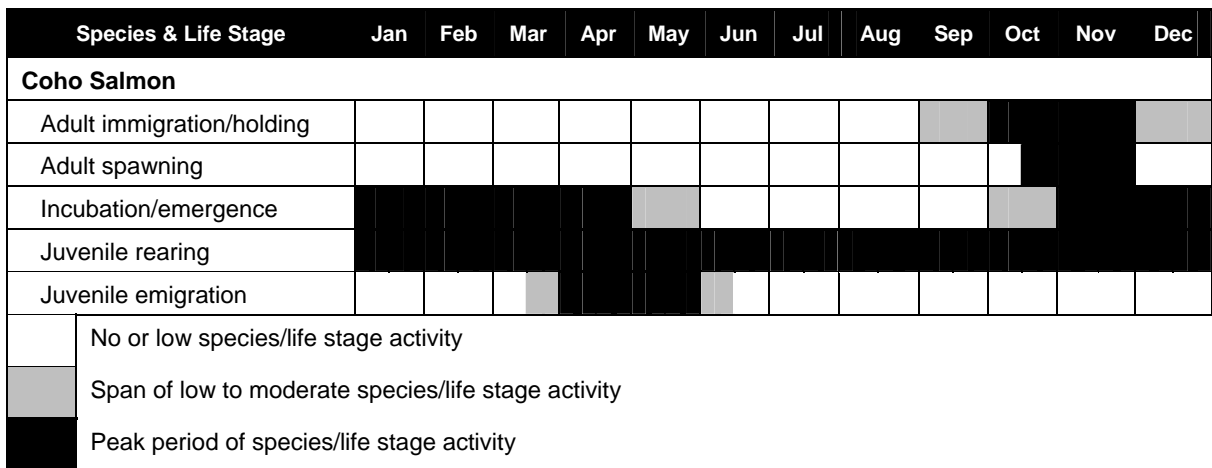 Species & Life Stage Jan Feb Mar Apr May Jun Jul Aug Sep Oct Nov Dec
Coho Salmon
Adult immigration/holding
Adult spawning
Incubation/emergence
Juvenile rearing
Juvenile emigration
No or low species/life stage activity
Span of low to moderate species/life stage activity
Peak period of species/life stage activity